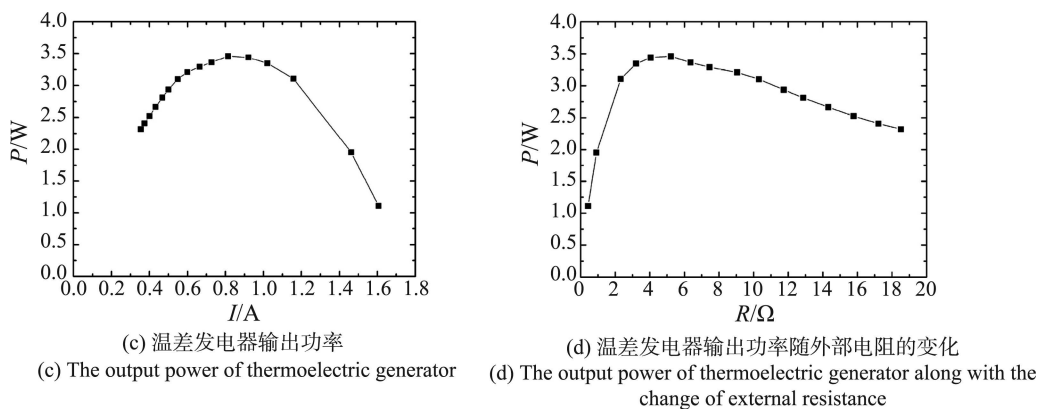 4.0
3.5
3.0
2.5
2.0
1.5
1.0
0.5
0.0
P/W
0.0 0.2 0.4 0.6 0.8 1.0 1.2 1.4 1.6 1.8
I/A
(c) 温差发电器输出功率
(c) The output power of thermoelectric generator
4.0
3.5
3.0
2.5
2.0
1.5
1.0
0.5
0.0
P/W
0 2 4 6 8 10 12 14 16 18 20
R/Ω
(d) 温差发电器输出功率随外部电阻的变化
(d) The output power of thermoelectric generator along with the
change of external resistance